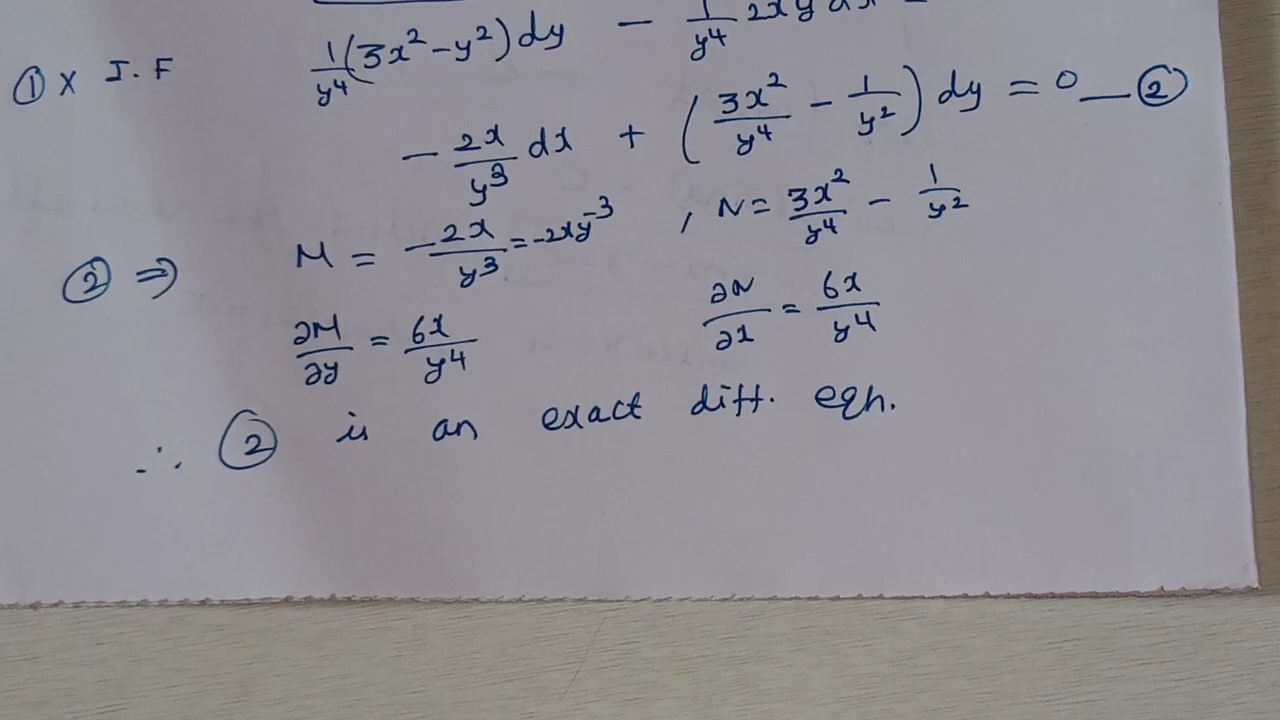 ① × I.F 1/y⁴ (3x² − y²) dy − 1/y⁴ 2xy dx =
− 2x/y³ dx + (3x²/y⁴ − 1/y²) dy = 0 — ②
② ⇒ M = −2x/y³ = −2xy⁻³ , N = 3x²/y⁴ − 1/y²
∂M/∂y = 6x/y⁴ ∂N/∂x = 6x/y⁴
∴ ② is an exact diff. eqn.